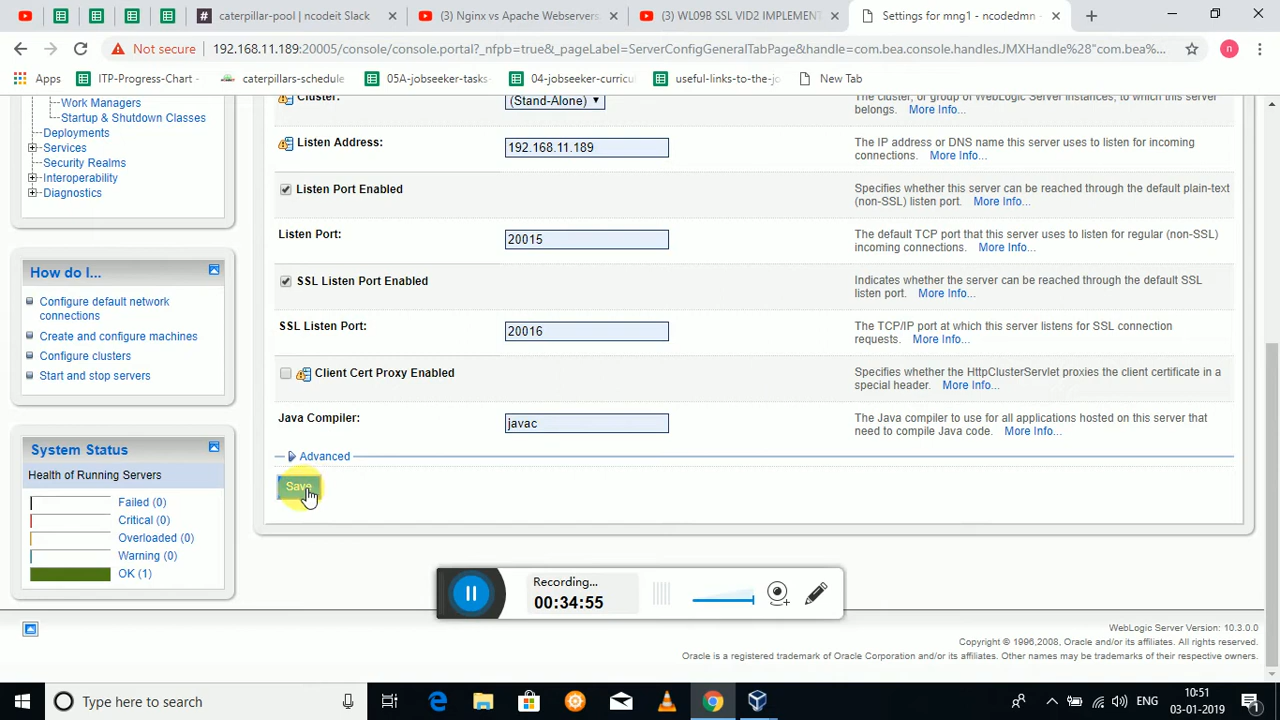 caterpillar-pool | ncodeit Slack
(3) Nginx vs Apache Webservers
(3) WL09B SSL VID2 IMPLEMENT
Settings for mng1 - ncodedmn
Not secure
192.168.11.189:20005/console/console.portal?_nfpb=true&_pageLabel=ServerConfigGeneralTabPage&handle=com.bea.console.handles.JMXHandle%28"com.bea%...
n
Apps
ITP-Progress-Chart -
caterpillars-schedule
05A-jobseeker-tasks-
04-jobseeker-curricu
useful-links-to-the-jo
New Tab
Work Managers
Startup & Shutdown Classes
Deployments
Services
Security Realms
Interoperability
Diagnostics
How do I...
Configure default network
connections
Create and configure machines
Configure clusters
Start and stop servers
System Status
Health of Running Servers
Failed (0)
Critical (0)
Overloaded (0)
Warning (0)
OK (1)
Cluster:
(Stand-Alone)
The cluster, or group of WebLogic Server instances, to which this server
belongs. More Info...
Listen Address:
192.168.11.189
The IP address or DNS name this server uses to listen for incoming
connections. More Info...
Listen Port Enabled
Specifies whether this server can be reached through the default plain-text
(non-SSL) listen port. More Info...
Listen Port:
20015
The default TCP port that this server uses to listen for regular (non-SSL)
incoming connections. More Info...
SSL Listen Port Enabled
Indicates whether the server can be reached through the default SSL
listen port. More Info...
SSL Listen Port:
20016
The TCP/IP port at which this server listens for SSL connection
requests. More Info...
Client Cert Proxy Enabled
Specifies whether the HttpClusterServlet proxies the client certificate in a
special header. More Info...
Java Compiler:
javac
The Java compiler to use for all applications hosted on this server that
need to compile Java code. More Info...
Advanced
Save
Recording...
00:34:55
WebLogic Server Version: 10.3.0.0
Copyright © 1996,2008, Oracle and/or its affiliates. All rights reserved.
Oracle is a registered trademark of Oracle Corporation and/or its affiliates. Other names may be trademarks of their respective owners.
Type here to search
ENG
10:51
03-01-2019
1